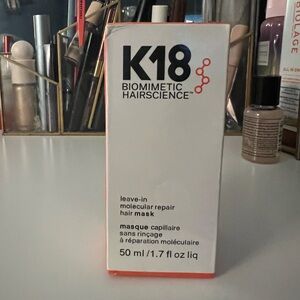 K18
BIOMIMETIC
HAIRSCIENCE™
leave-in
molecular repair
hair mask
masque capillaire
sans rinçage
à réparation moléculaire
50 ml/1.7 fl oz liq